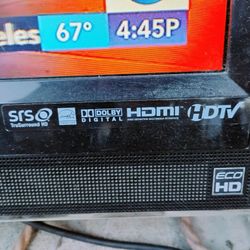 eles 67° 4:45P
SRS DOLBY HDMI HDTV
TruSurround HD DIGITAL
ECO
HD